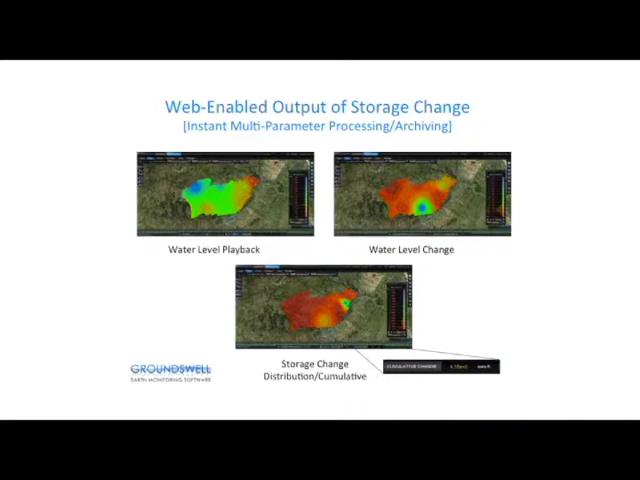 Web-Enabled Output of Storage Change
[Instant Multi-Parameter Processing/Archiving]
Water Level Playback
Water Level Change
Storage Change
Distribution/Cumulative
CUMULATIVE CHANGE
GROUNDSWELL
EARTH MONITORING SOFTWARE